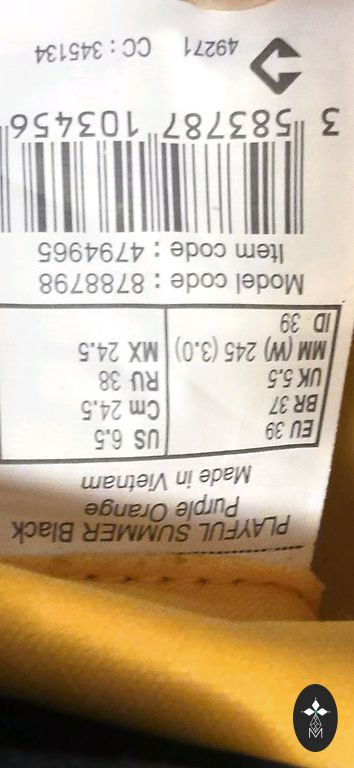 PLAYFUL SUMMER Black
Purple Orange
Made in Vietnam
EU 39 US 6.5
BR 37 Cm 24.5
UK 5.5 RU 38
MM (W) 245 (3.0) MX 24.5
ID 39
Model code : 8788798
Item code : 4794965
3 583787 103456
49271 CC : 345134
M